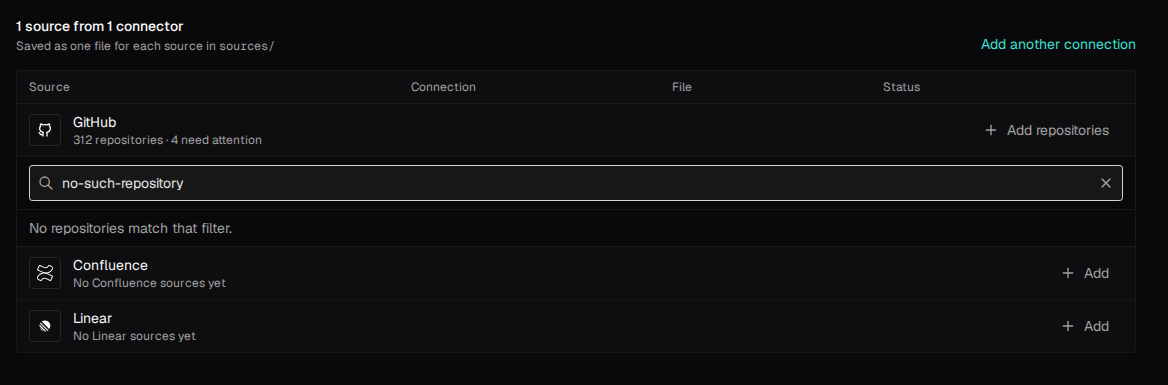 1 source from 1 connector
Saved as one file for each source in sources/
Add another connection
Source Connection File Status
GitHub
312 repositories · 4 need attention
Add repositories
no-such-repository
No repositories match that filter.
Confluence
No Confluence sources yet
Add
Linear
No Linear sources yet
Add